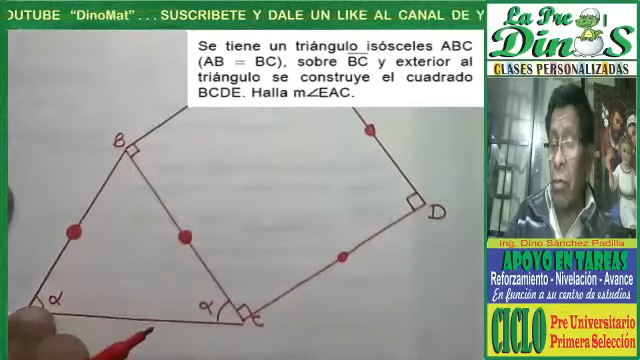 OUTUBE "DinoMat"... SUSCRIBETE Y DALE UN LIKE AL CANAL DE Y
La Pre
DinoS
CLASES PERSONALIZADAS
Se tiene un triángulo isósceles ABC
(AB = BC), sobre BC y exterior al
triángulo se construye el cuadrado
BCDE. Halla m∠EAC.
B
D
α
α
C
Ing. Dino Sánchez Padilla
APOYO EN TAREAS
Reforzamiento - Nivelación - Avance
En función a su centro de estudios
CICLO
Pre Universitario
Primera Selección